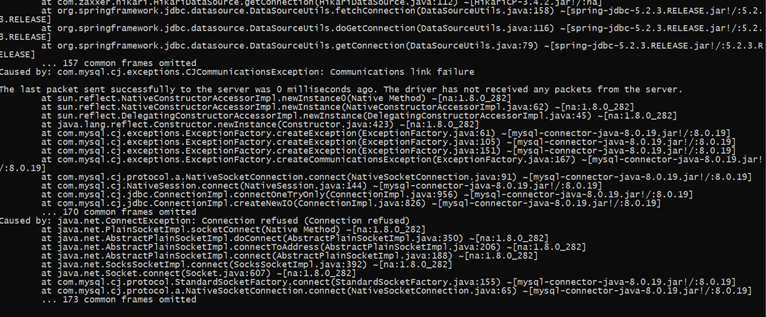 at com.zaxxer.hikari.HikariDataSource.getConnection(HikariDataSource.java:112) ~[HikariCP-3.4.2.jar!/:na]
at org.springframework.jdbc.datasource.DataSourceUtils.fetchConnection(DataSourceUtils.java:158) ~[spring-jdbc-5.2.3.RELEASE.jar!/:5.2.
3.RELEASE]
at org.springframework.jdbc.datasource.DataSourceUtils.doGetConnection(DataSourceUtils.java:116) ~[spring-jdbc-5.2.3.RELEASE.jar!/:5.2.
3.RELEASE]
at org.springframework.jdbc.datasource.DataSourceUtils.getConnection(DataSourceUtils.java:79) ~[spring-jdbc-5.2.3.RELEASE.jar!/:5.2.3.R
ELEASE]
... 157 common frames omitted
Caused by: com.mysql.cj.exceptions.CJCommunicationsException: Communications link failure
The last packet sent successfully to the server was 0 milliseconds ago. The driver has not received any packets from the server.
at sun.reflect.NativeConstructorAccessorImpl.newInstance0(Native Method) ~[na:1.8.0_282]
at sun.reflect.NativeConstructorAccessorImpl.newInstance(NativeConstructorAccessorImpl.java:62) ~[na:1.8.0_282]
at sun.reflect.DelegatingConstructorAccessorImpl.newInstance(DelegatingConstructorAccessorImpl.java:45) ~[na:1.8.0_282]
at java.lang.reflect.Constructor.newInstance(Constructor.java:423) ~[na:1.8.0_282]
at com.mysql.cj.exceptions.ExceptionFactory.createException(ExceptionFactory.java:61) ~[mysql-connector-java-8.0.19.jar!/:8.0.19]
at com.mysql.cj.exceptions.ExceptionFactory.createException(ExceptionFactory.java:105) ~[mysql-connector-java-8.0.19.jar!/:8.0.19]
at com.mysql.cj.exceptions.ExceptionFactory.createException(ExceptionFactory.java:151) ~[mysql-connector-java-8.0.19.jar!/:8.0.19]
at com.mysql.cj.exceptions.ExceptionFactory.createCommunicationsException(ExceptionFactory.java:167) ~[mysql-connector-java-8.0.19.jar!
/:8.0.19]
at com.mysql.cj.protocol.a.NativeSocketConnection.connect(NativeSocketConnection.java:91) ~[mysql-connector-java-8.0.19.jar!/:8.0.19]
at com.mysql.cj.NativeSession.connect(NativeSession.java:144) ~[mysql-connector-java-8.0.19.jar!/:8.0.19]
at com.mysql.cj.jdbc.ConnectionImpl.connectOneTryOnly(ConnectionImpl.java:956) ~[mysql-connector-java-8.0.19.jar!/:8.0.19]
at com.mysql.cj.jdbc.ConnectionImpl.createNewIO(ConnectionImpl.java:826) ~[mysql-connector-java-8.0.19.jar!/:8.0.19]
... 170 common frames omitted
Caused by: java.net.ConnectException: Connection refused (Connection refused)
at java.net.PlainSocketImpl.socketConnect(Native Method) ~[na:1.8.0_282]
at java.net.AbstractPlainSocketImpl.doConnect(AbstractPlainSocketImpl.java:350) ~[na:1.8.0_282]
at java.net.AbstractPlainSocketImpl.connectToAddress(AbstractPlainSocketImpl.java:206) ~[na:1.8.0_282]
at java.net.AbstractPlainSocketImpl.connect(AbstractPlainSocketImpl.java:188) ~[na:1.8.0_282]
at java.net.SocksSocketImpl.connect(SocksSocketImpl.java:392) ~[na:1.8.0_282]
at java.net.Socket.connect(Socket.java:607) ~[na:1.8.0_282]
at com.mysql.cj.protocol.StandardSocketFactory.connect(StandardSocketFactory.java:155) ~[mysql-connector-java-8.0.19.jar!/:8.0.19]
at com.mysql.cj.protocol.a.NativeSocketConnection.connect(NativeSocketConnection.java:65) ~[mysql-connector-java-8.0.19.jar!/:8.0.19]
... 173 common frames omitted